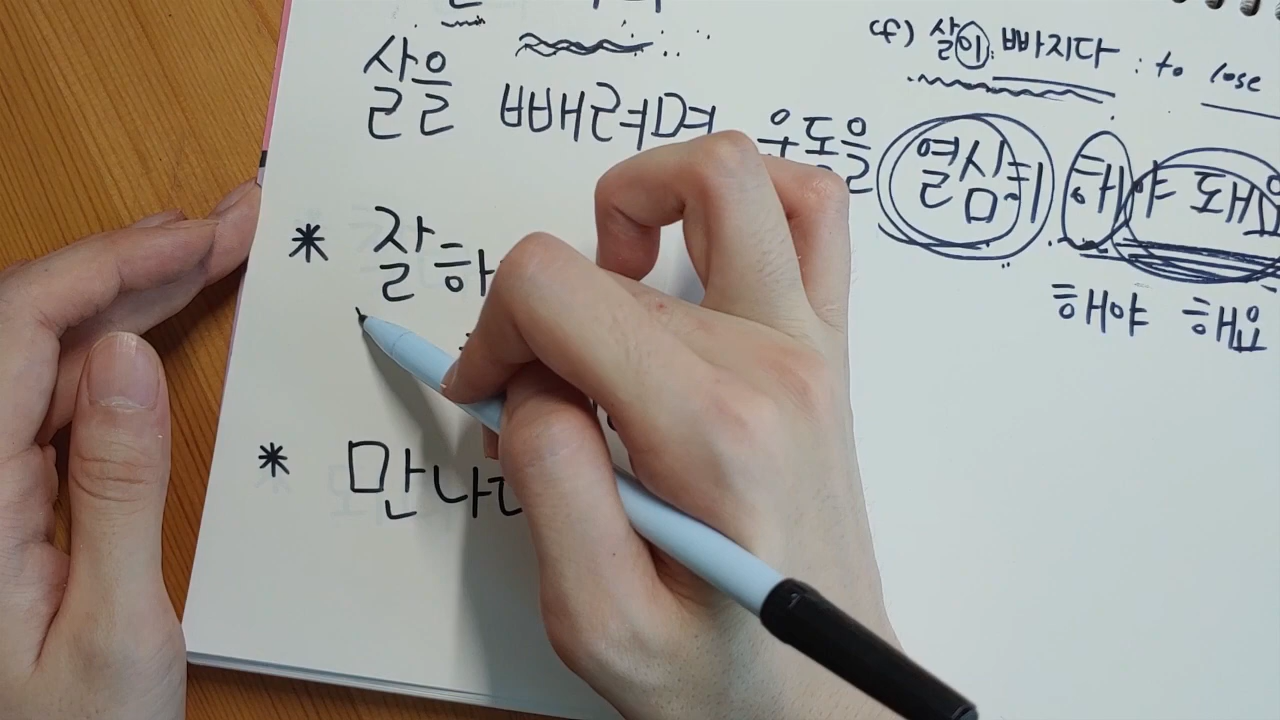 cf) 살이 빠지다 : to lose
살을 빼려면 운동을 열심히 해야 돼요
해야 해요
* 잘하
* 만나